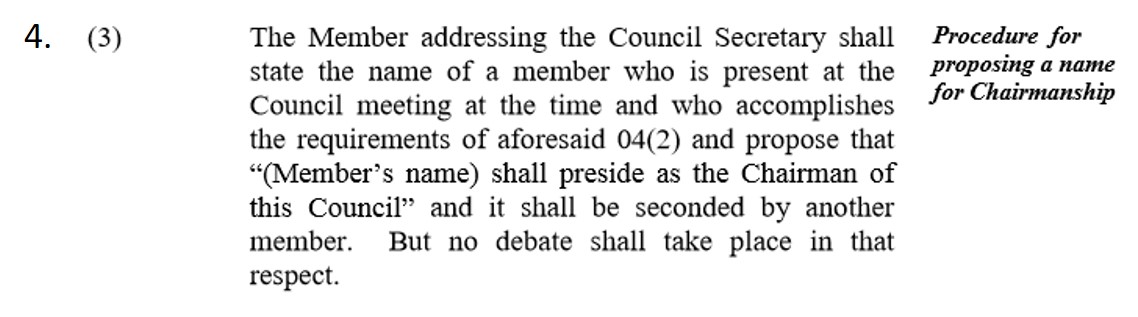 4. (3) The Member addressing the Council Secretary shall Procedure for
state the name of a member who is present at the proposing a name
Council meeting at the time and who accomplishes for Chairmanship
the requirements of aforesaid 04(2) and propose that
“(Member’s name) shall preside as the Chairman of
this Council” and it shall be seconded by another
member. But no debate shall take place in that
respect.